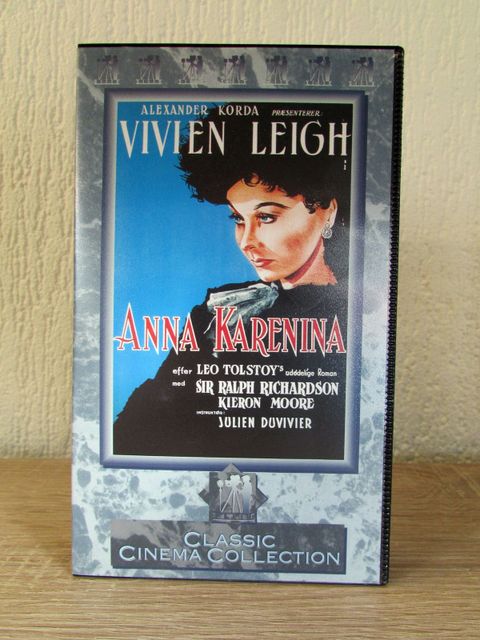 ALEXANDER KORDA PRÆSENTERER:
VIVIEN LEIGH
ANNA KARENINA
efter LEO TOLSTOY's udødelige Roman
med SIR RALPH RICHARDSON
KIERON MOORE
INSTRUKTØR:
JULIEN DUVIVIER
CLASSIC
CINEMA COLLECTION